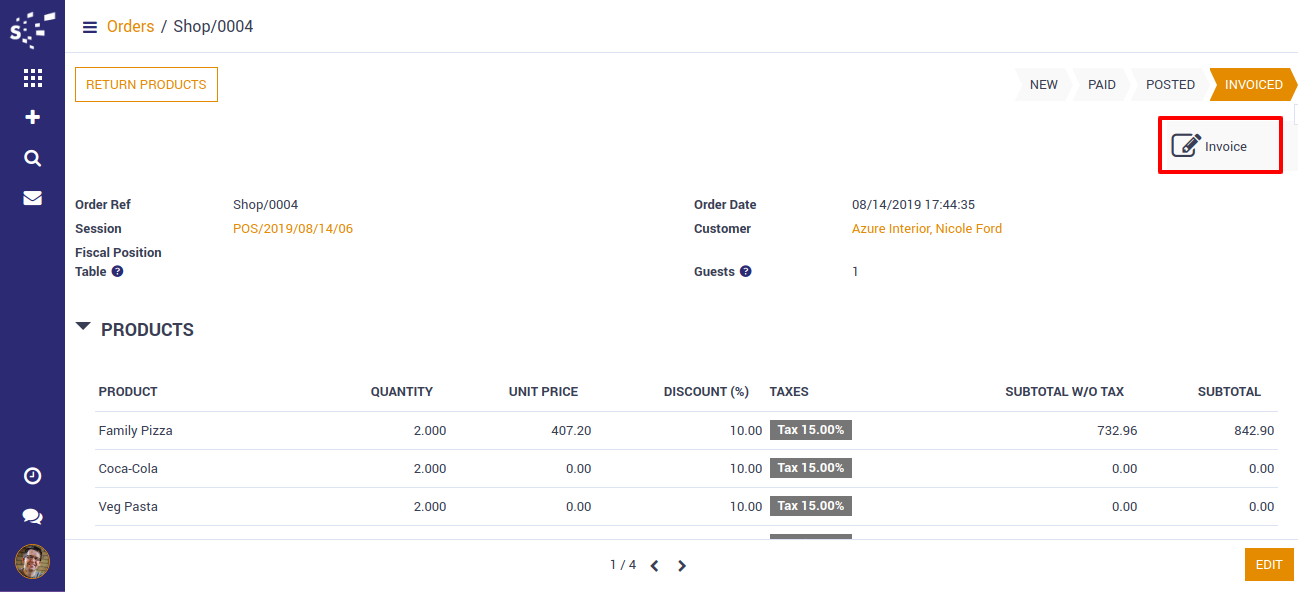 S
Orders / Shop/0004
RETURN PRODUCTS
NEW PAID POSTED INVOICED
Invoice
Order Ref Shop/0004 Order Date 08/14/2019 17:44:35
Session POS/2019/08/14/06 Customer Azure Interior, Nicole Ford
Fiscal Position
Table ? Guests ? 1
PRODUCTS
PRODUCT QUANTITY UNIT PRICE DISCOUNT (%) TAXES SUBTOTAL W/O TAX SUBTOTAL
Family Pizza 2.000 407.20 10.00 Tax 15.00% 732.96 842.90
Coca-Cola 2.000 0.00 10.00 Tax 15.00% 0.00 0.00
Veg Pasta 2.000 0.00 10.00 Tax 15.00% 0.00 0.00
1 / 4
EDIT